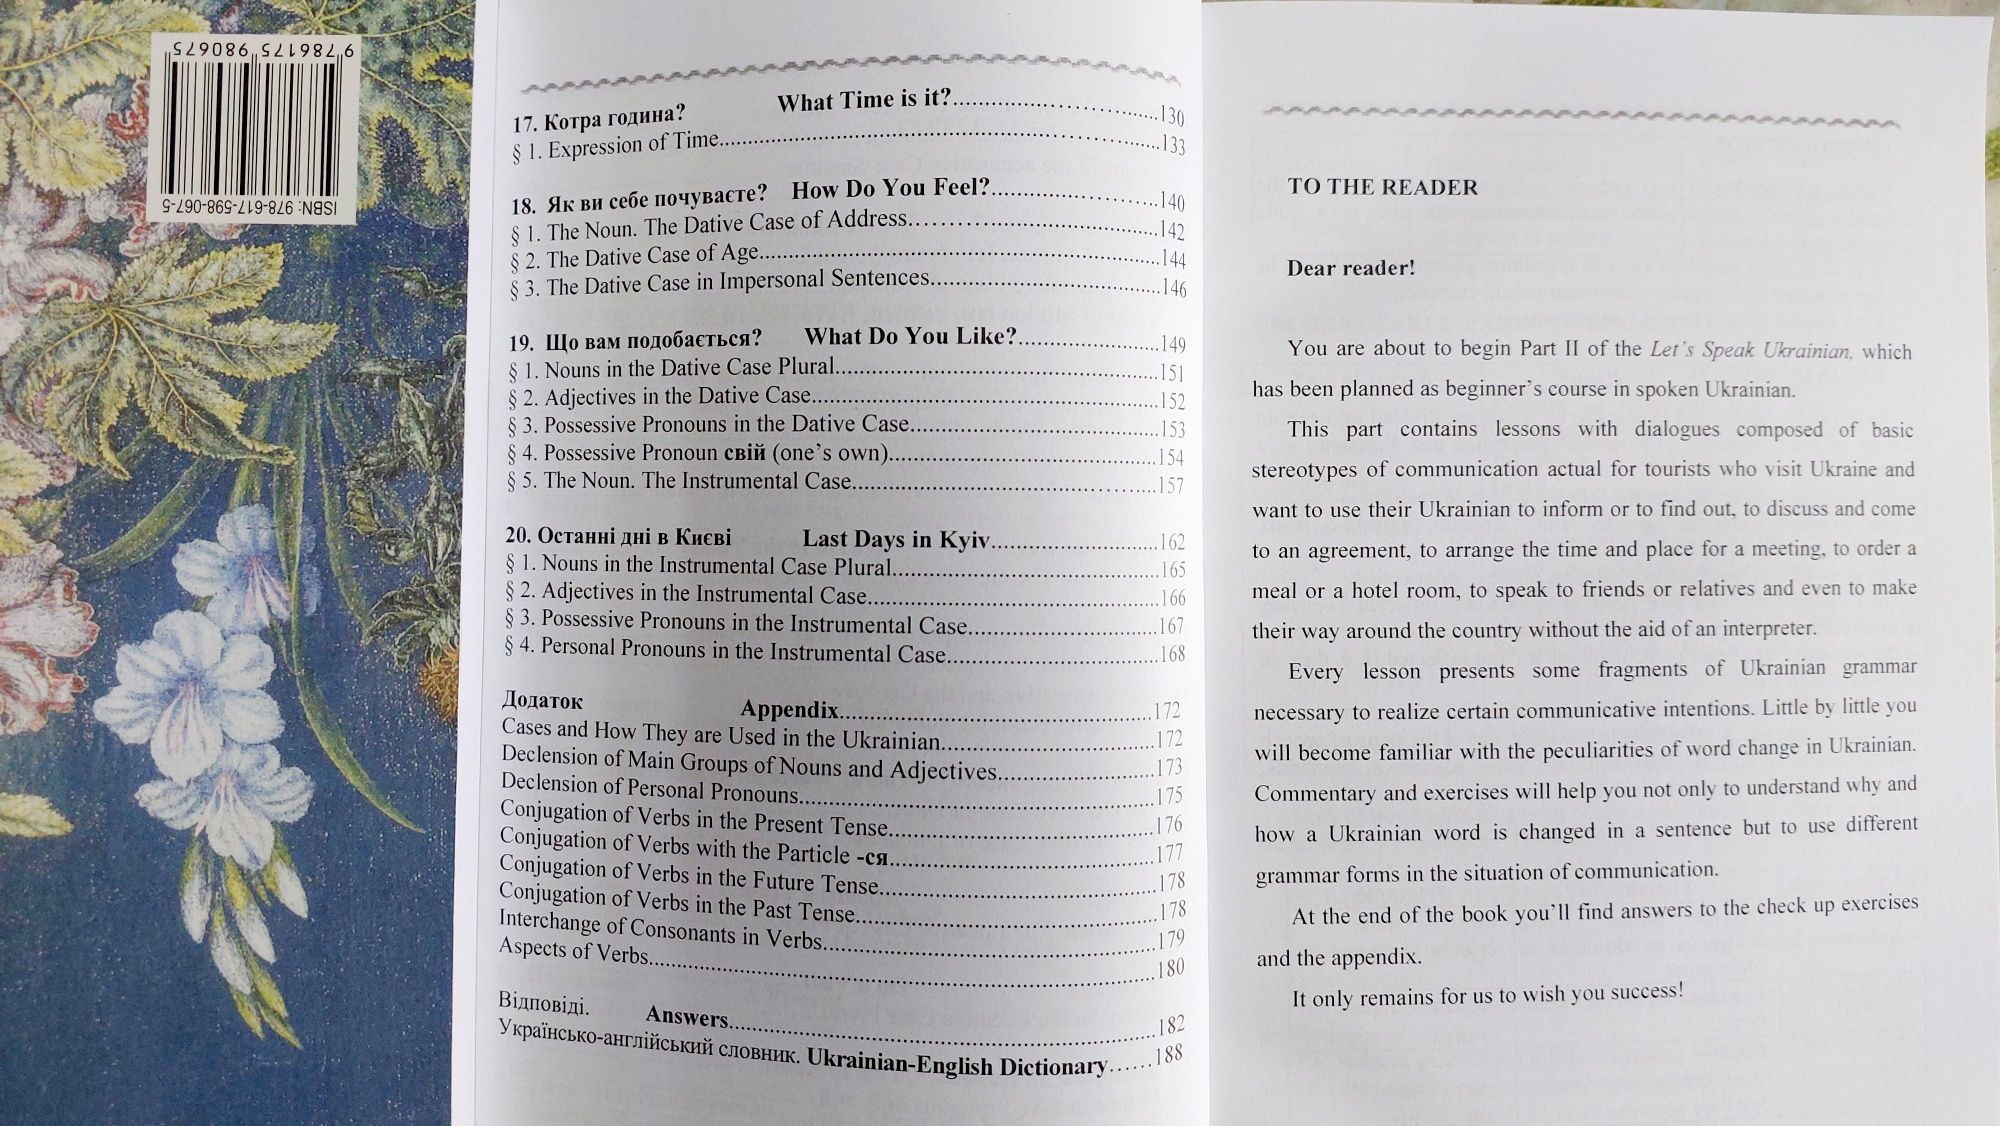 ISBN: 978-617-598-067-5
9 786175 980675
17. Котра година? What Time is it?..........130
§ 1. Expression of Time..........133
18. Як ви себе почуваєте? How Do You Feel?..........140
§ 1. The Noun. The Dative Case of Address..........142
§ 2. The Dative Case of Age..........144
§ 3. The Dative Case in Impersonal Sentences..........146
19. Що вам подобається? What Do You Like?..........149
§ 1. Nouns in the Dative Case Plural..........151
§ 2. Adjectives in the Dative Case..........152
§ 3. Possessive Pronouns in the Dative Case..........153
§ 4. Possessive Pronoun свій (one's own)..........154
§ 5. The Noun. The Instrumental Case..........157
20. Останні дні в Києві Last Days in Kyiv..........162
§ 1. Nouns in the Instrumental Case Plural..........165
§ 2. Adjectives in the Instrumental Case..........166
§ 3. Possessive Pronouns in the Instrumental Case..........167
§ 4. Personal Pronouns in the Instrumental Case..........168
Додаток Appendix..........172
Cases and How They are Used in the Ukrainian..........172
Declension of Main Groups of Nouns and Adjectives..........173
Declension of Personal Pronouns..........175
Conjugation of Verbs in the Present Tense..........176
Conjugation of Verbs with the Particle -ся..........177
Conjugation of Verbs in the Future Tense..........178
Conjugation of Verbs in the Past Tense..........178
Interchange of Consonants in Verbs..........179
Aspects of Verbs..........180
Відповіді. Answers..........182
Українсько-англійський словник. Ukrainian-English Dictionary......188
TO THE READER
Dear reader!
You are about to begin Part II of the Let's Speak Ukrainian, which
has been planned as beginner's course in spoken Ukrainian.
This part contains lessons with dialogues composed of basic
stereotypes of communication actual for tourists who visit Ukraine and
want to use their Ukrainian to inform or to find out, to discuss and come
to an agreement, to arrange the time and place for a meeting, to order a
meal or a hotel room, to speak to friends or relatives and even to make
their way around the country without the aid of an interpreter.
Every lesson presents some fragments of Ukrainian grammar
necessary to realize certain communicative intentions. Little by little you
will become familiar with the peculiarities of word change in Ukrainian.
Commentary and exercises will help you not only to understand why and
how a Ukrainian word is changed in a sentence but to use different
grammar forms in the situation of communication.
At the end of the book you'll find answers to the check up exercises
and the appendix.
It only remains for us to wish you success!